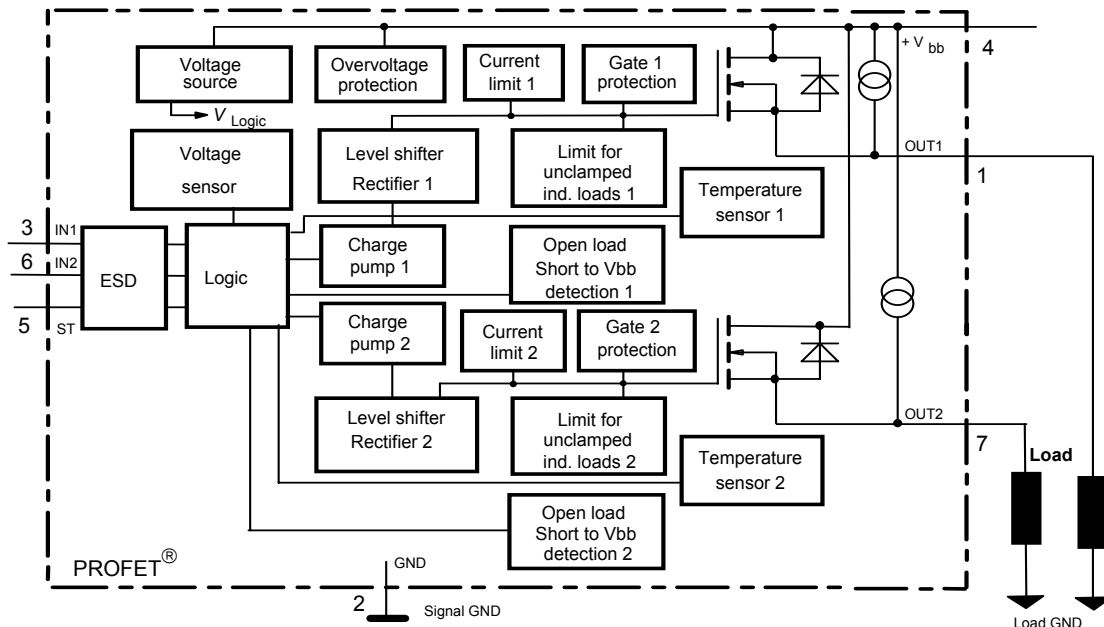 + V bb
4
Voltage
source
Overvoltage
protection
Current
limit 1
Gate 1
protection
V Logic
Voltage
sensor
Level shifter
Rectifier 1
Limit for
unclamped
ind. loads 1
OUT1
1
Temperature
sensor 1
3
IN1
6
IN2
5
ST
ESD
Logic
Charge
pump 1
Open load
Short to Vbb
detection 1
Charge
pump 2
Current
limit 2
Gate 2
protection
Level shifter
Rectifier 2
Limit for
unclamped
ind. loads 2
OUT2
7
Load
Temperature
sensor 2
Open load
Short to Vbb
detection 2
PROFET®
GND
2
Signal GND
Load GND